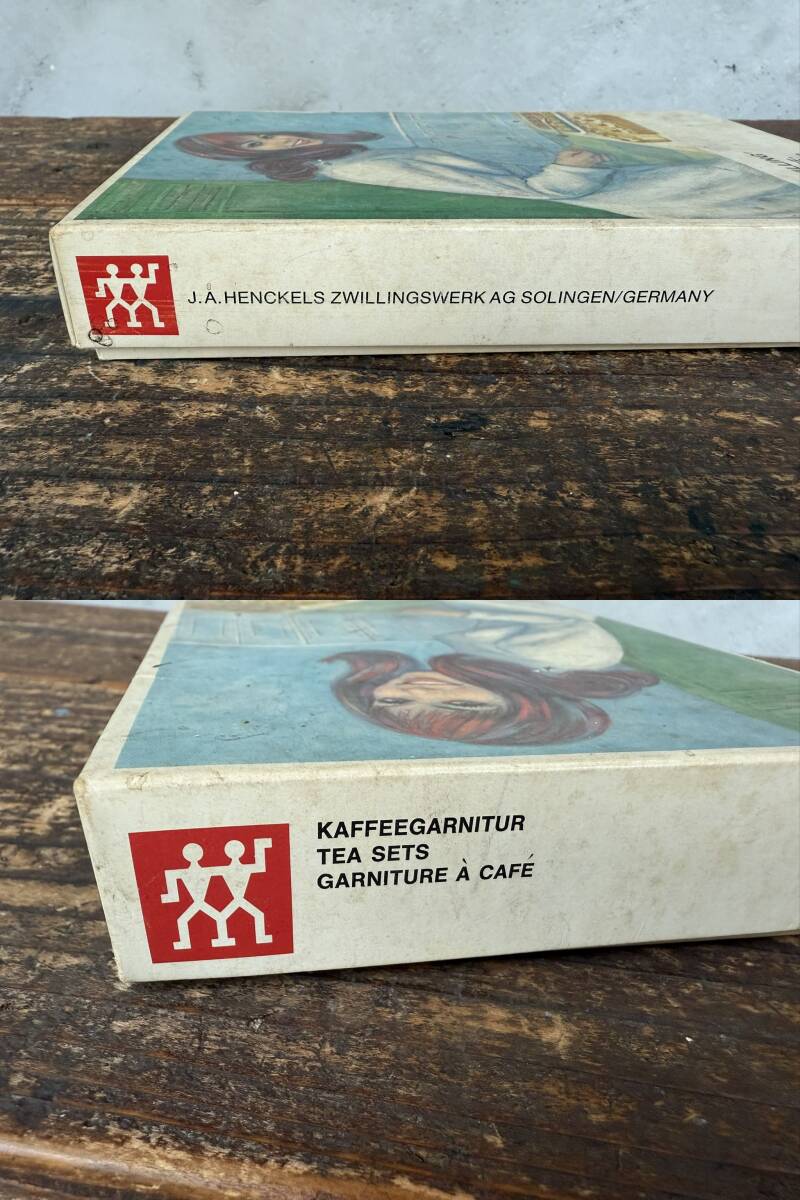 J.A.HENCKELS ZWILLINGSWERK AG SOLINGEN/GERMANY
KAFFEEGARNITUR
TEA SETS
GARNITURE À CAFÉ